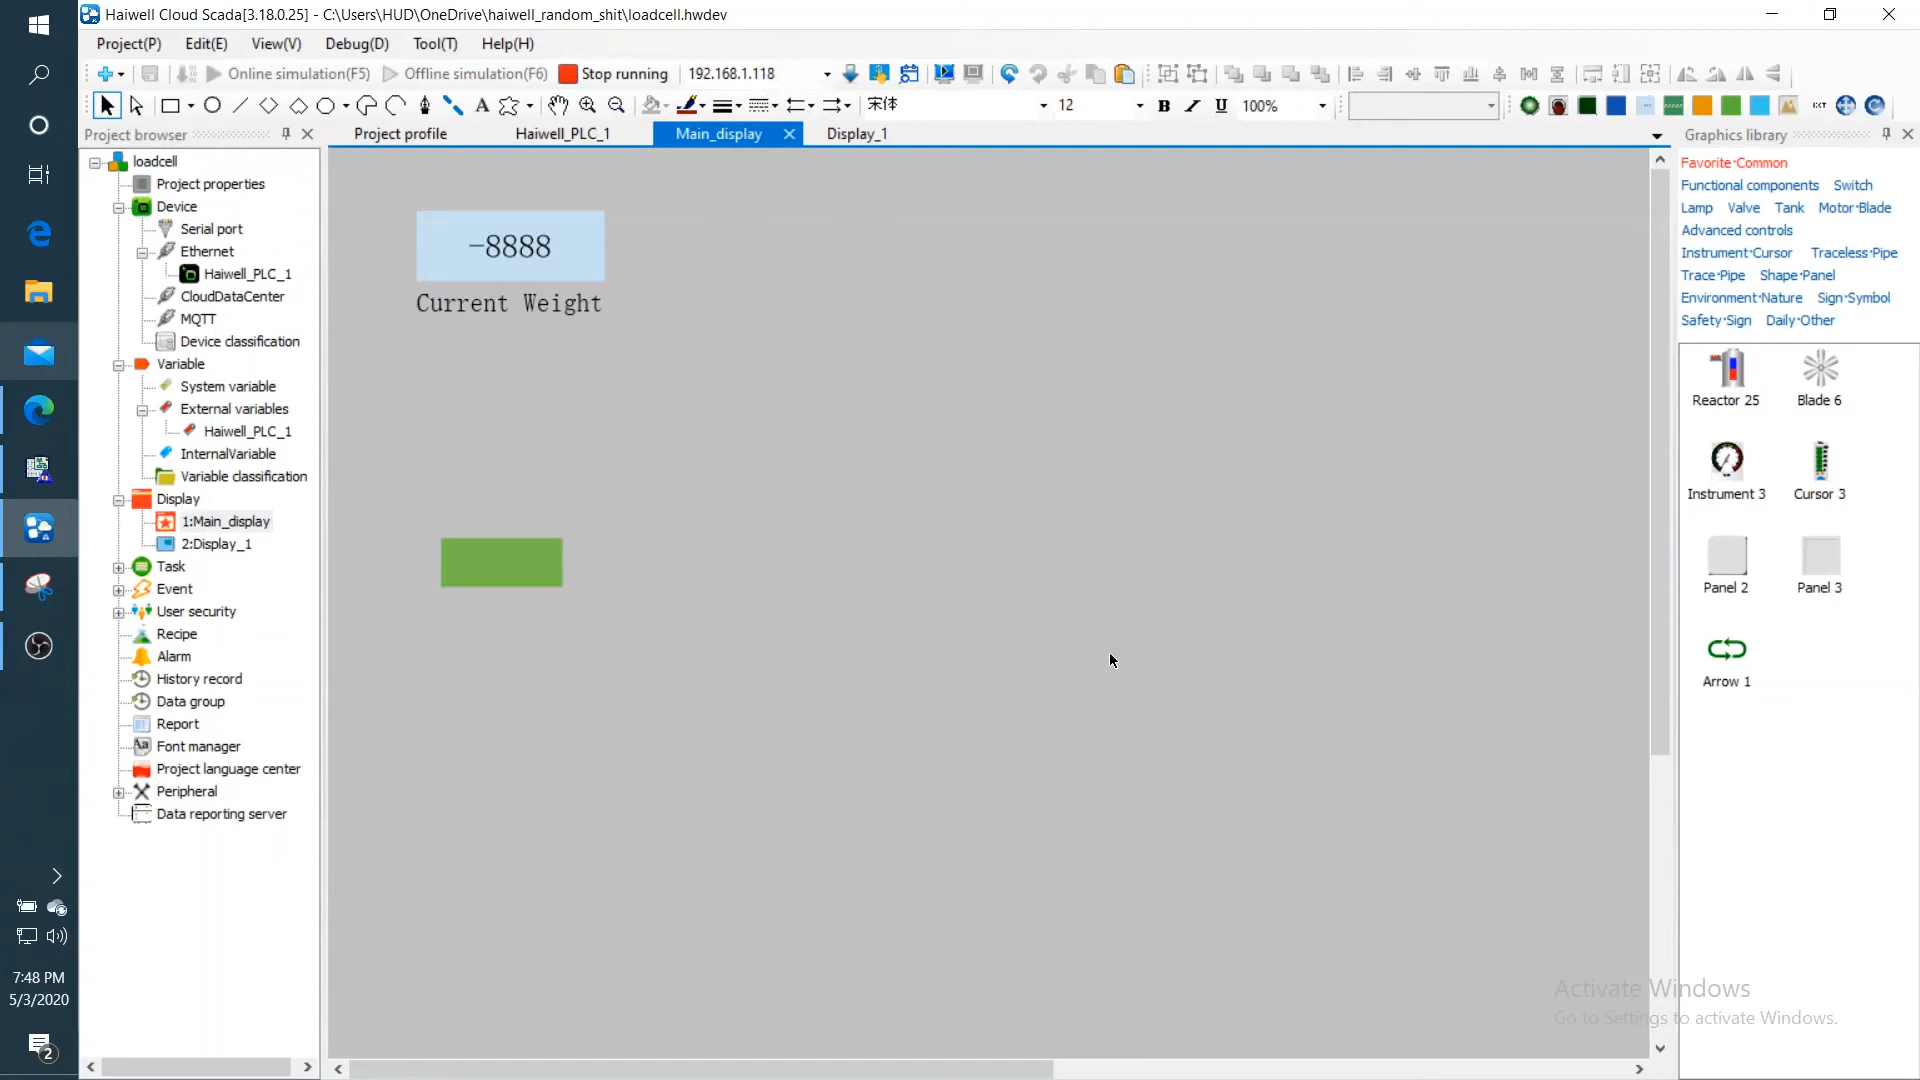 Haiwell Cloud Scada[3.18.0.25] - C:\Users\HUD\OneDrive\haiwell_random_shit\loadcell.hwdev
Project(P) Edit(E) View(V) Debug(D) Tool(T) Help(H)
Online simulation(F5) Offline simulation(F6) Stop running 192.168.1.118
A 宋体 12 B I U 100% EXT
Project browser
Project profile Haiwell_PLC_1 Main_display Display_1
Graphics library
loadcell
Project properties
Device
Serial port
Ethernet
Haiwell_PLC_1
CloudDataCenter
MQTT
Device classification
Variable
System variable
External variables
Haiwell_PLC_1
InternalVariable
Variable classification
Display
1:Main_display
2:Display_1
Task
Event
User security
Recipe
Alarm
History record
Data group
Report
Font manager
Project language center
Peripheral
Data reporting server
-8888
Current Weight
Favorite·Common
Functional components Switch
Lamp Valve Tank Motor·Blade
Advanced controls
Instrument·Cursor Traceless·Pipe
Trace·Pipe Shape·Panel
Environment·Nature Sign·Symbol
Safety·Sign Daily·Other
Reactor 25 Blade 6
Instrument 3 Cursor 3
Panel 2 Panel 3
Arrow 1
Activate Windows
Go to Settings to activate Windows.
7:48 PM
5/3/2020
2